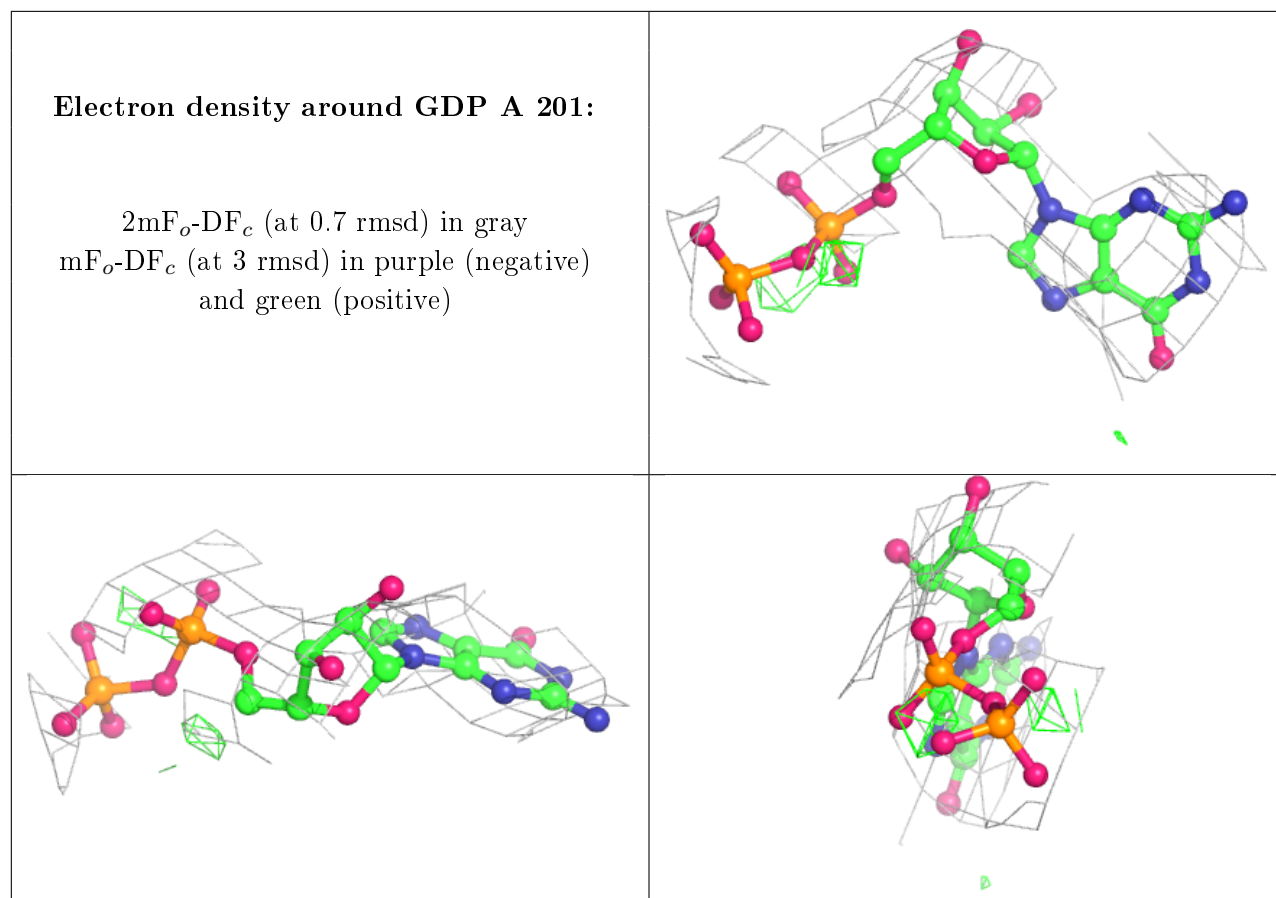 Electron density around GDP A 201:
2mFₒ-DF𝒸 (at 0.7 rmsd) in gray
mFₒ-DF𝒸 (at 3 rmsd) in purple (negative)
and green (positive)